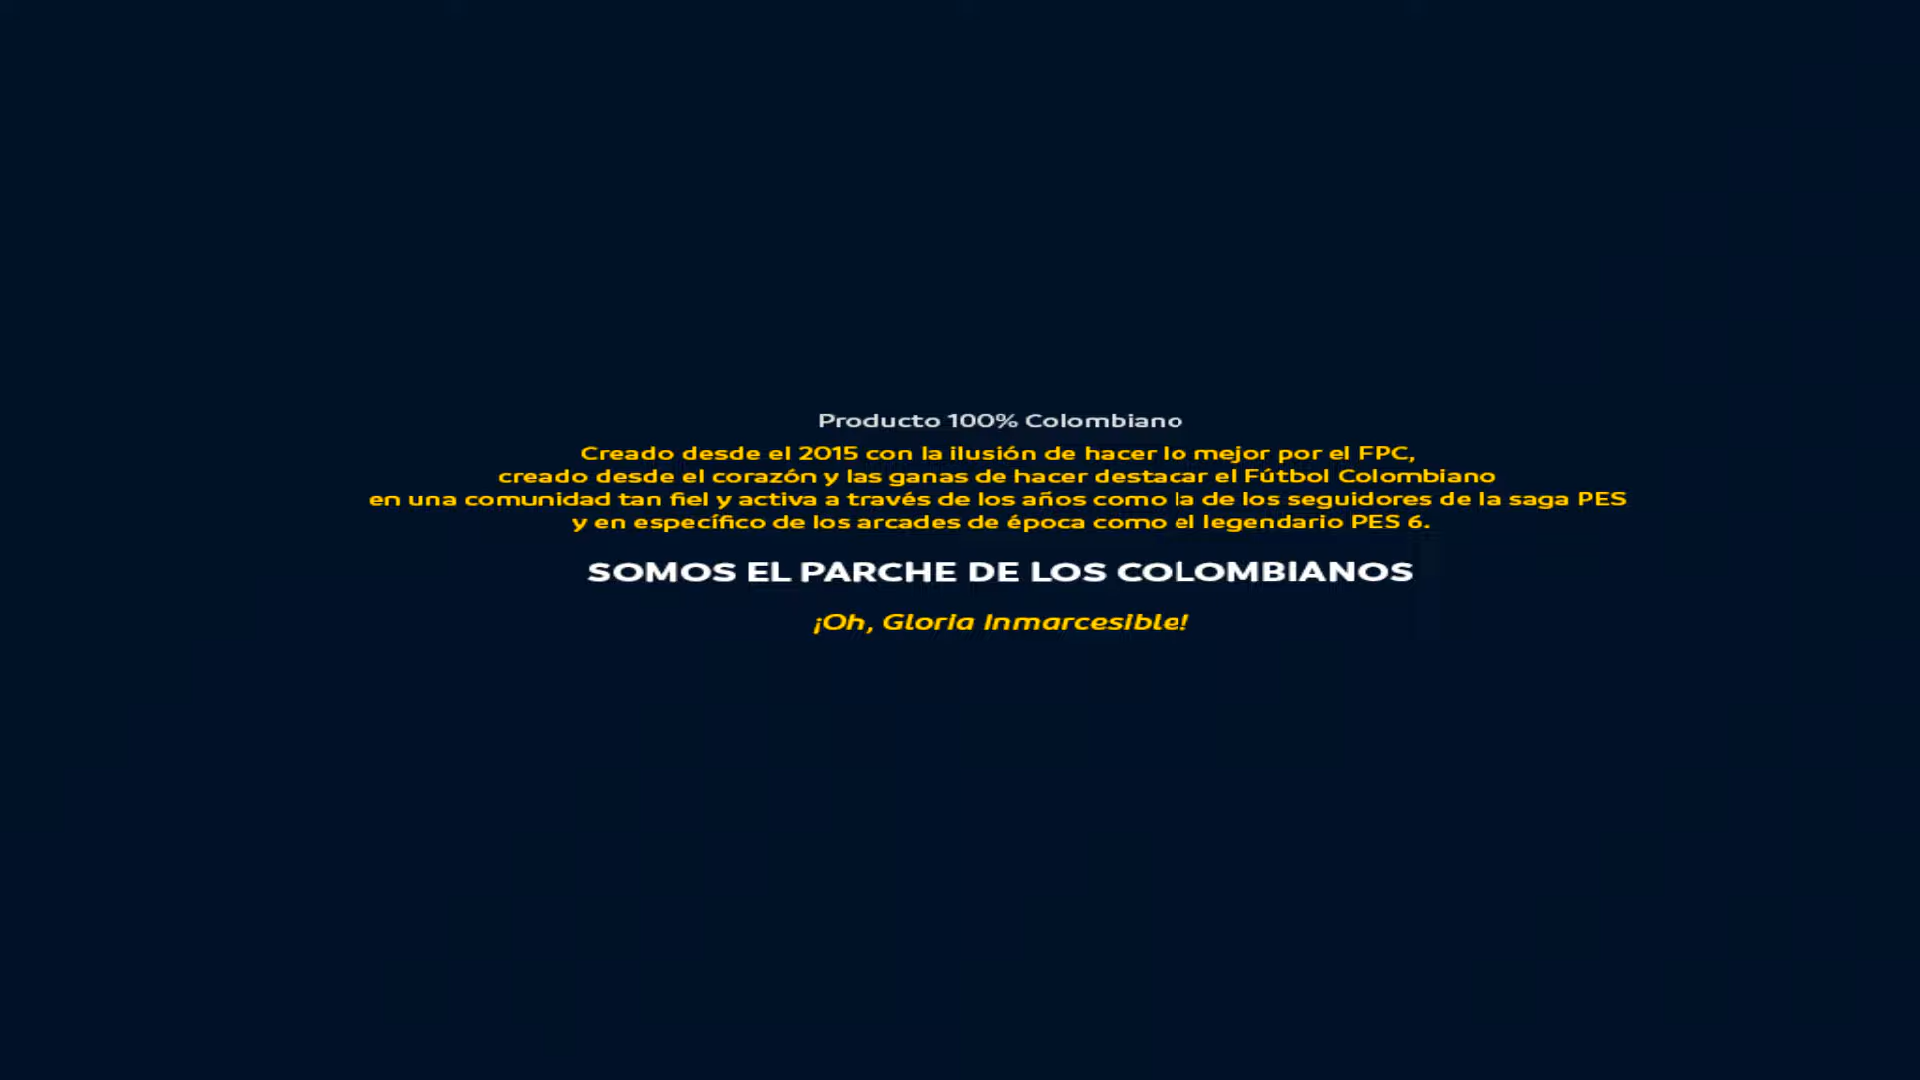 Producto 100% Colombiano
Creado desde el 2015 con la ilusión de hacer lo mejor por el FPC,
creado desde el corazón y las ganas de hacer destacar el Fútbol Colombiano
en una comunidad tan fiel y activa a través de los años como la de los seguidores de la saga PES
y en específico de los arcades de época como el legendario PES 6.
SOMOS EL PARCHE DE LOS COLOMBIANOS
¡Oh, Gloria Inmarcesible!